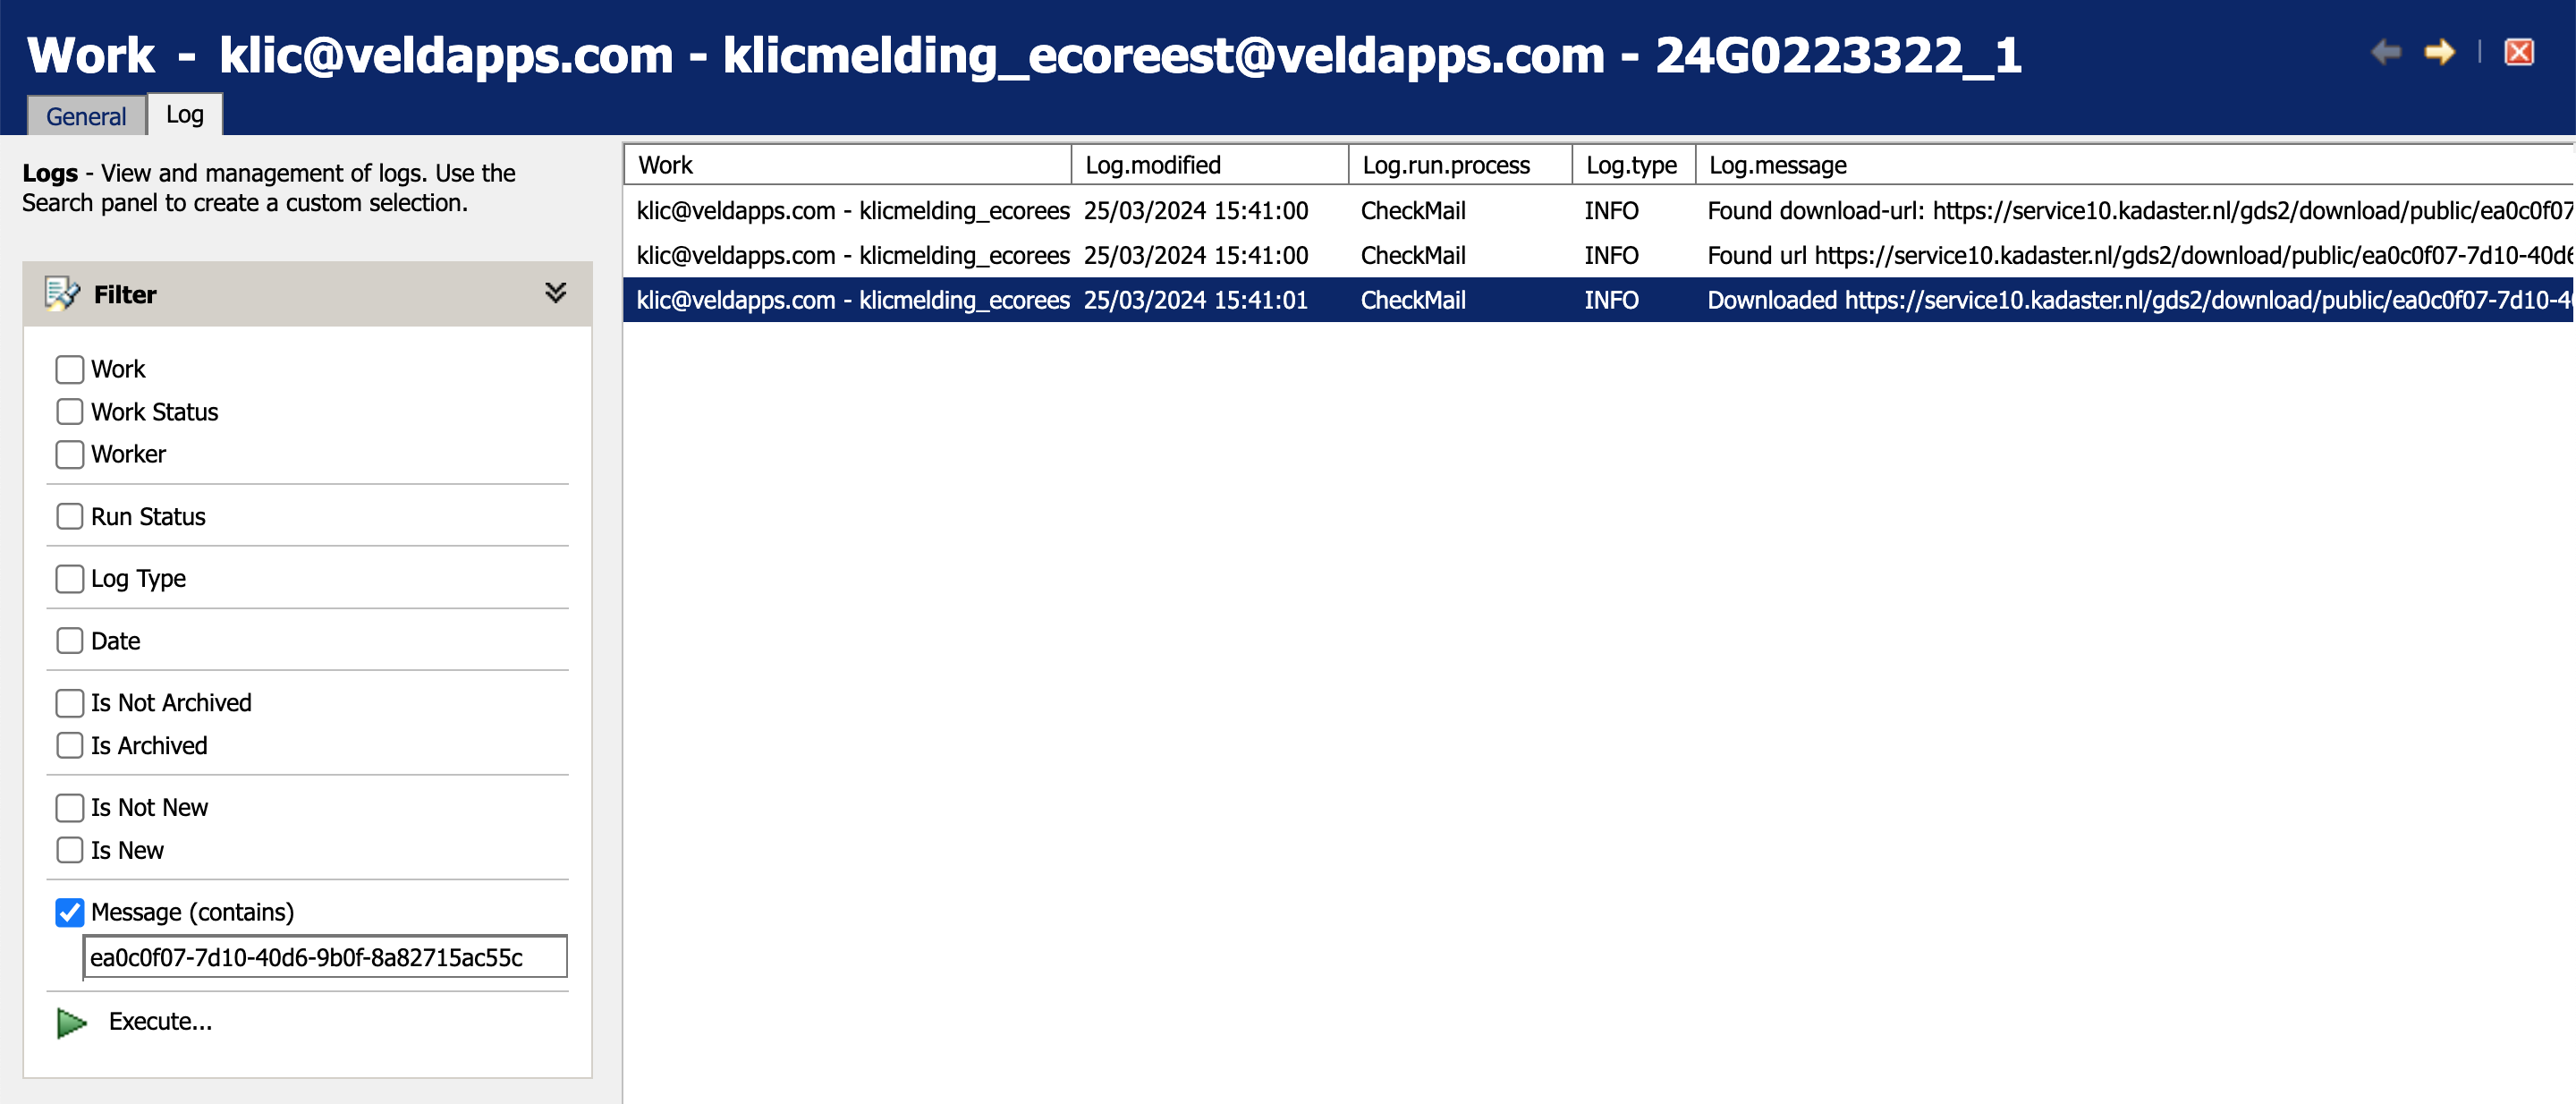 Work - klic@veldapps.com - klicmelding_ecoreest@veldapps.com - 24G0223322_1
General Log
Logs - View and management of logs. Use the
Search panel to create a custom selection.
Filter
Work
Work Status
Worker
Run Status
Log Type
Date
Is Not Archived
Is Archived
Is Not New
Is New
Message (contains)
ea0c0f07-7d10-40d6-9b0f-8a82715ac55c
Execute...
Work Log.modified Log.run.process Log.type Log.message
klic@veldapps.com - klicmelding_ecorees 25/03/2024 15:41:00 CheckMail INFO Found download-url: https://service10.kadaster.nl/gds2/download/public/ea0c0f07
klic@veldapps.com - klicmelding_ecorees 25/03/2024 15:41:00 CheckMail INFO Found url https://service10.kadaster.nl/gds2/download/public/ea0c0f07-7d10-40d6
klic@veldapps.com - klicmelding_ecorees 25/03/2024 15:41:01 CheckMail INFO Downloaded https://service10.kadaster.nl/gds2/download/public/ea0c0f07-7d10-40